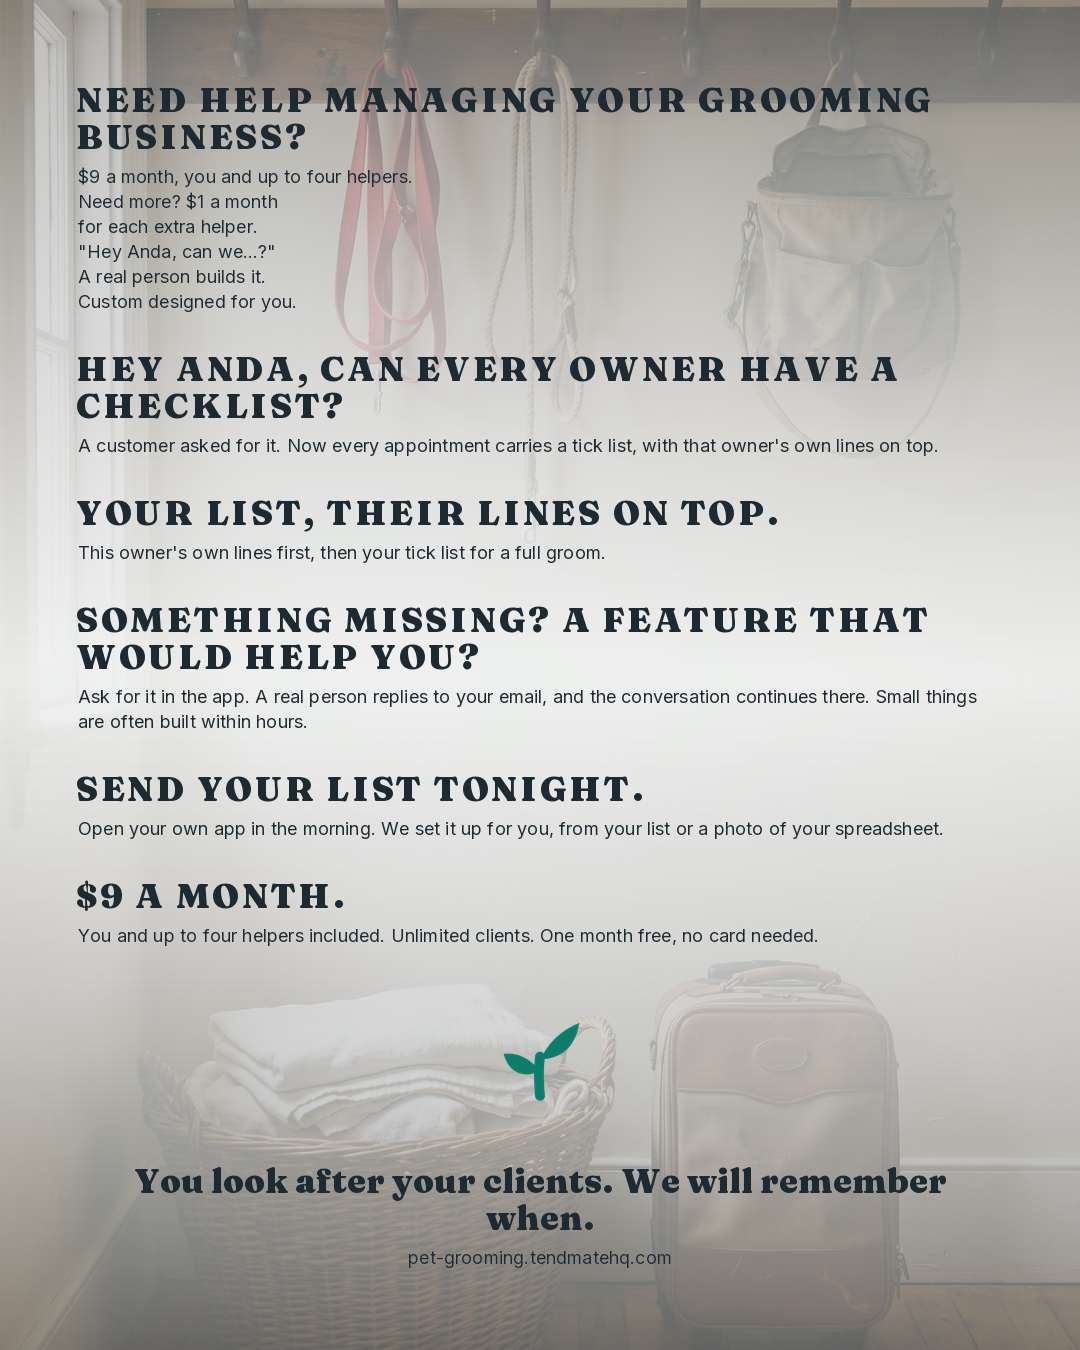 NEED HELP MANAGING YOUR GROOMING
BUSINESS?
$9 a month, you and up to four helpers.
Need more? $1 a month
for each extra helper.
"Hey Anda, can we...?"
A real person builds it.
Custom designed for you.
HEY ANDA, CAN EVERY OWNER HAVE A
CHECKLIST?
A customer asked for it. Now every appointment carries a tick list, with that owner's own lines on top.
YOUR LIST, THEIR LINES ON TOP.
This owner's own lines first, then your tick list for a full groom.
SOMETHING MISSING? A FEATURE THAT
WOULD HELP YOU?
Ask for it in the app. A real person replies to your email, and the conversation continues there. Small things
are often built within hours.
SEND YOUR LIST TONIGHT.
Open your own app in the morning. We set it up for you, from your list or a photo of your spreadsheet.
$9 A MONTH.
You and up to four helpers included. Unlimited clients. One month free, no card needed.
You look after your clients. We will remember
when.
pet-grooming.tendmatehq.com